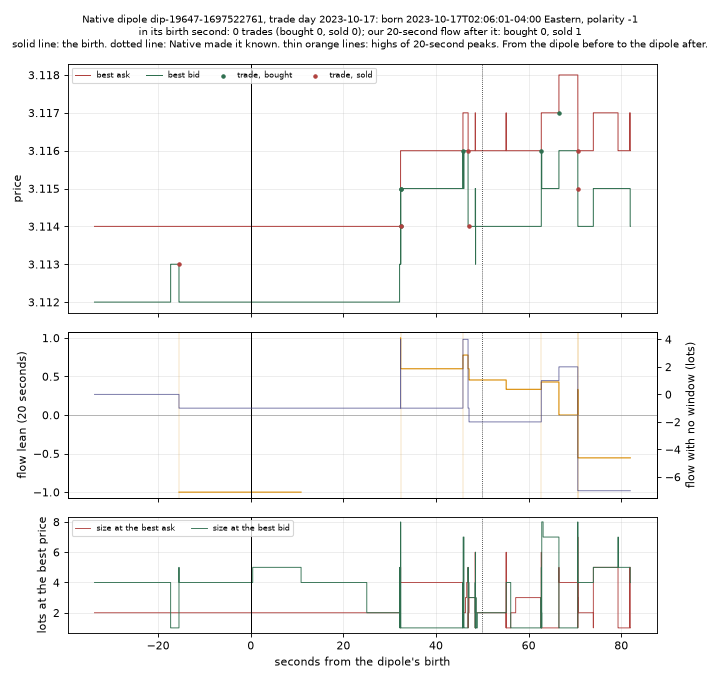 Native dipole dip-19647-1697522761, trade day 2023-10-17: born 2023-10-17T02:06:01-04:00 Eastern, polarity -1
in its birth second: 0 trades (bought 0, sold 0); our 20-second flow after it: bought 0, sold 1
solid line: the birth. dotted line: Native made it known. thin orange lines: highs of 20-second peaks. From the dipole before to the dipole after.
best ask best bid trade, bought trade, sold
3.118
3.117
3.116
3.115
3.114
3.113
3.112
price
1.0
0.5
0.0
−0.5
−1.0
flow lean (20 seconds)
4
2
0
−2
−4
−6
flow with no window (lots)
size at the best ask size at the best bid
8
6
4
2
lots at the best price
−20 0 20 40 60 80
seconds from the dipole's birth